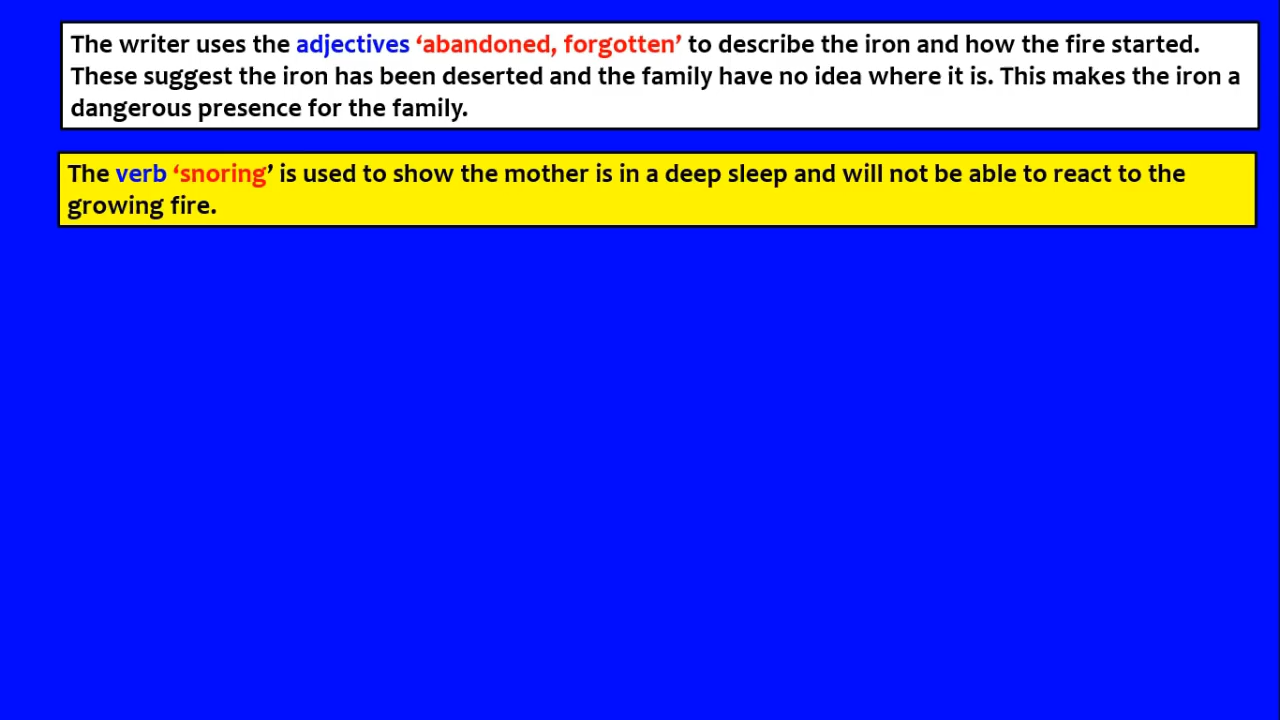 The writer uses the adjectives ‘abandoned, forgotten’ to describe the iron and how the fire started.
These suggest the iron has been deserted and the family have no idea where it is. This makes the iron a
dangerous presence for the family.
The verb ‘snoring’ is used to show the mother is in a deep sleep and will not be able to react to the
growing fire.